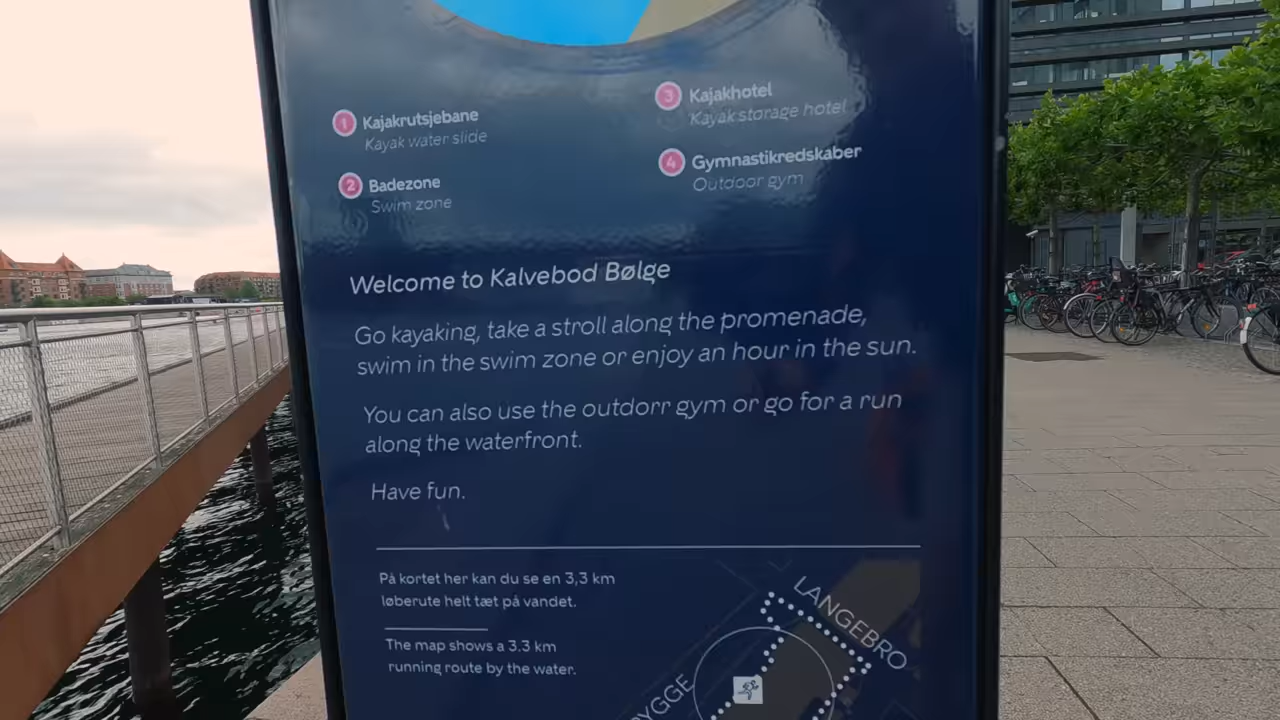 1 Kajakrutsjebane
Kayak water slide
2 Badezone
Swim zone
3 Kajakhotel
Kayak storage hotel
4 Gymnastikredskaber
Outdoor gym
Welcome to Kalvebod Bølge
Go kayaking, take a stroll along the promenade,
swim in the swim zone or enjoy an hour in the sun.
You can also use the outdorr gym or go for a run
along the waterfront.
Have fun.
På kortet her kan du se en 3,3 km
løberute helt tæt på vandet.
The map shows a 3.3 km
running route by the water.
LANGEBRO